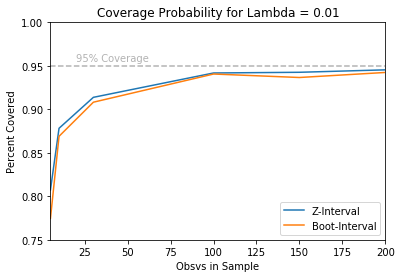 Coverage Probability for Lambda = 0.01
1.00
0.95
0.90
0.85
0.80
0.75
Percent Covered
95% Coverage
Z-Interval
Boot-Interval
25 50 75 100 125 150 175 200
Obsvs in Sample